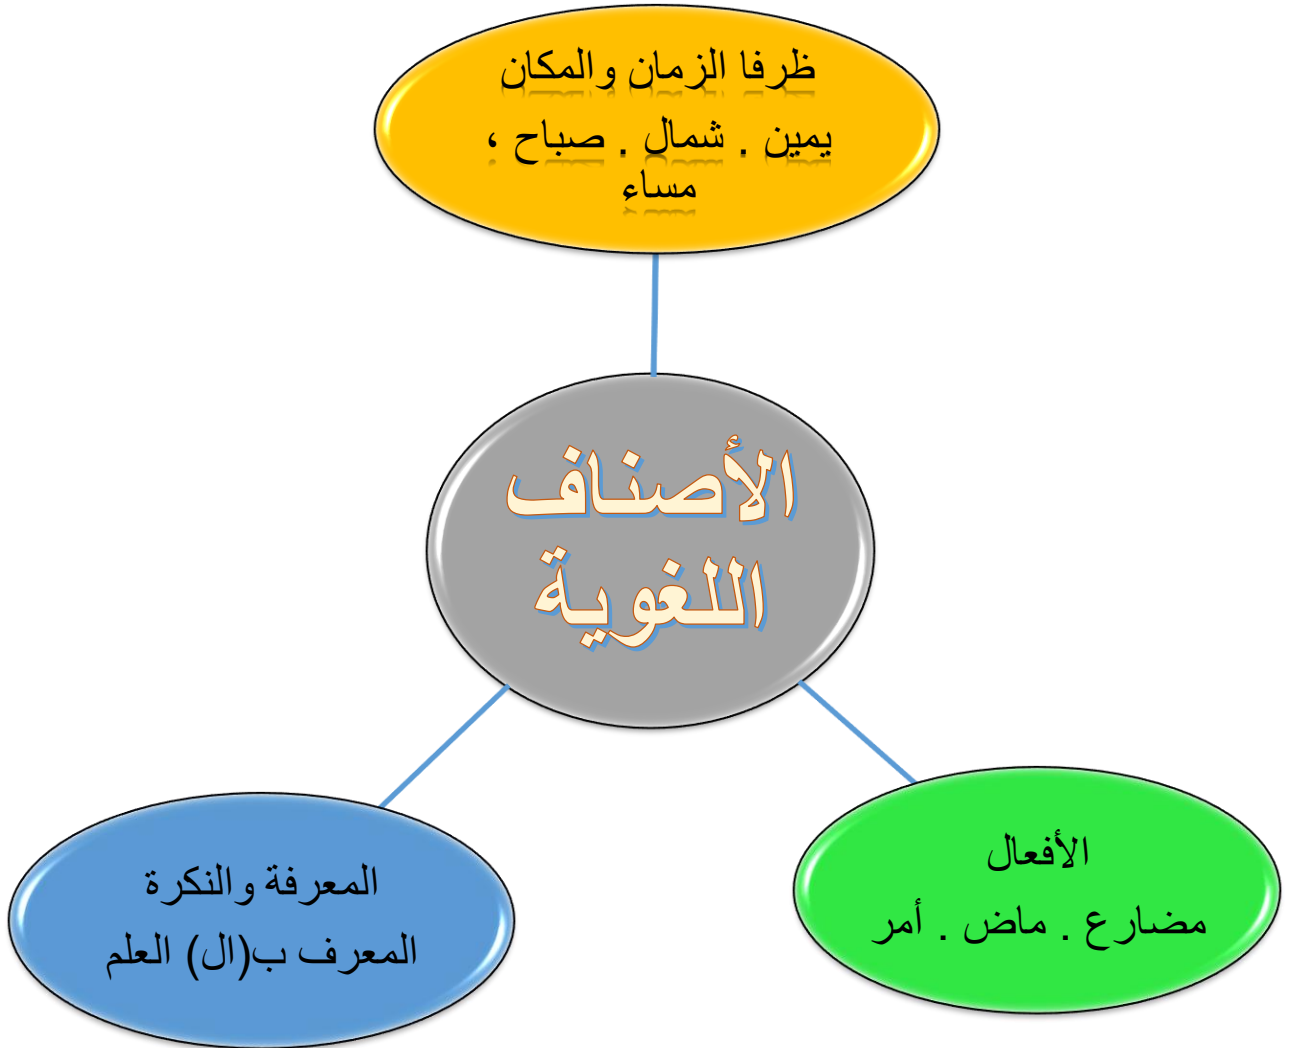 ظرفا الزمان والمكان
يمين . شمال . صباح ،
مساء
الأصناف
اللغوية
الأفعال
مضارع . ماض . أمر
المعرفة والنكرة
المعرف ب(ال) العلم